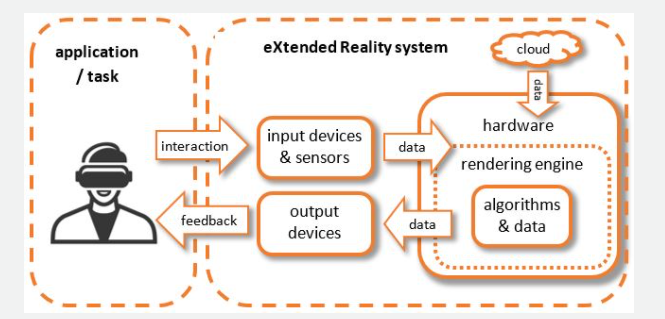 application
/ task
eXtended Reality system
cloud
data
hardware
interaction
input devices
& sensors
data
rendering engine
algorithms
& data
feedback
output
devices
data